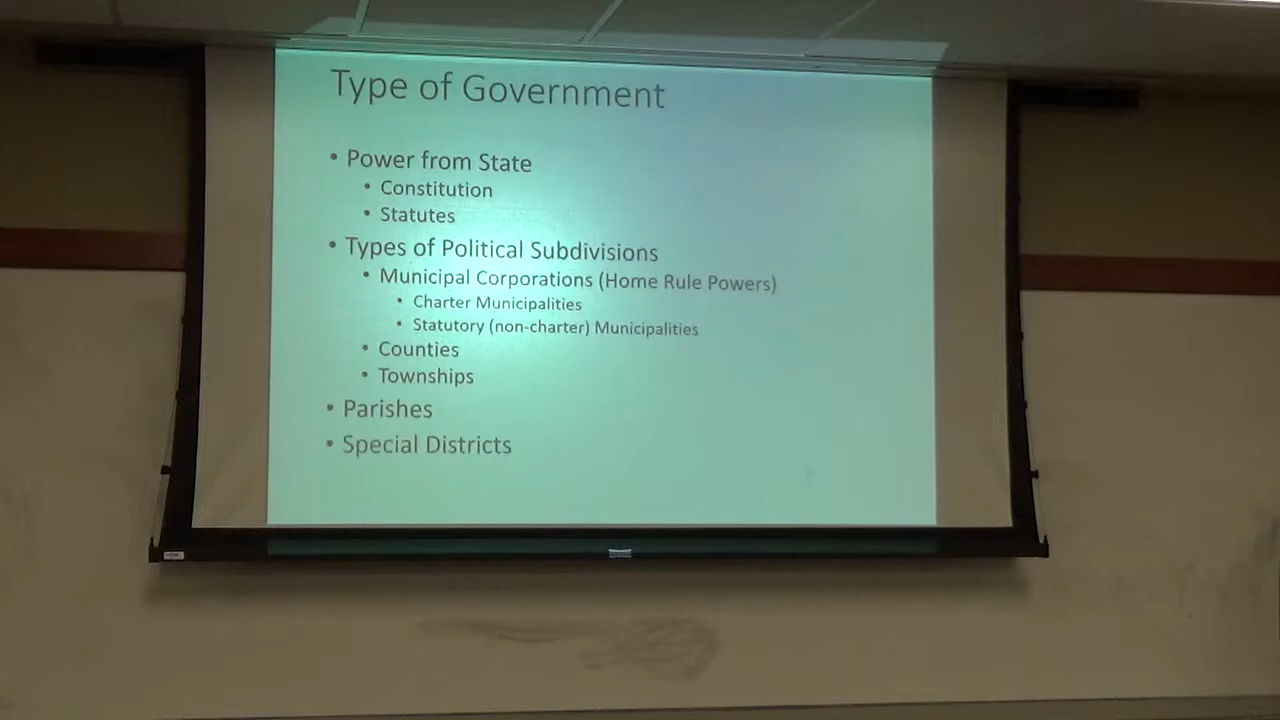 Type of Government
• Power from State
• Constitution
• Statutes
• Types of Political Subdivisions
• Municipal Corporations (Home Rule Powers)
• Charter Municipalities
• Statutory (non-charter) Municipalities
• Counties
• Townships
• Parishes
• Special Districts